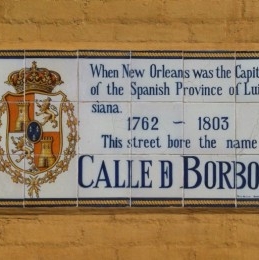 When New Orleans was the Capit
of the Spanish Province of Lui
siana.
1762 ~ 1803
This street bore the name
CALLE D BORBO